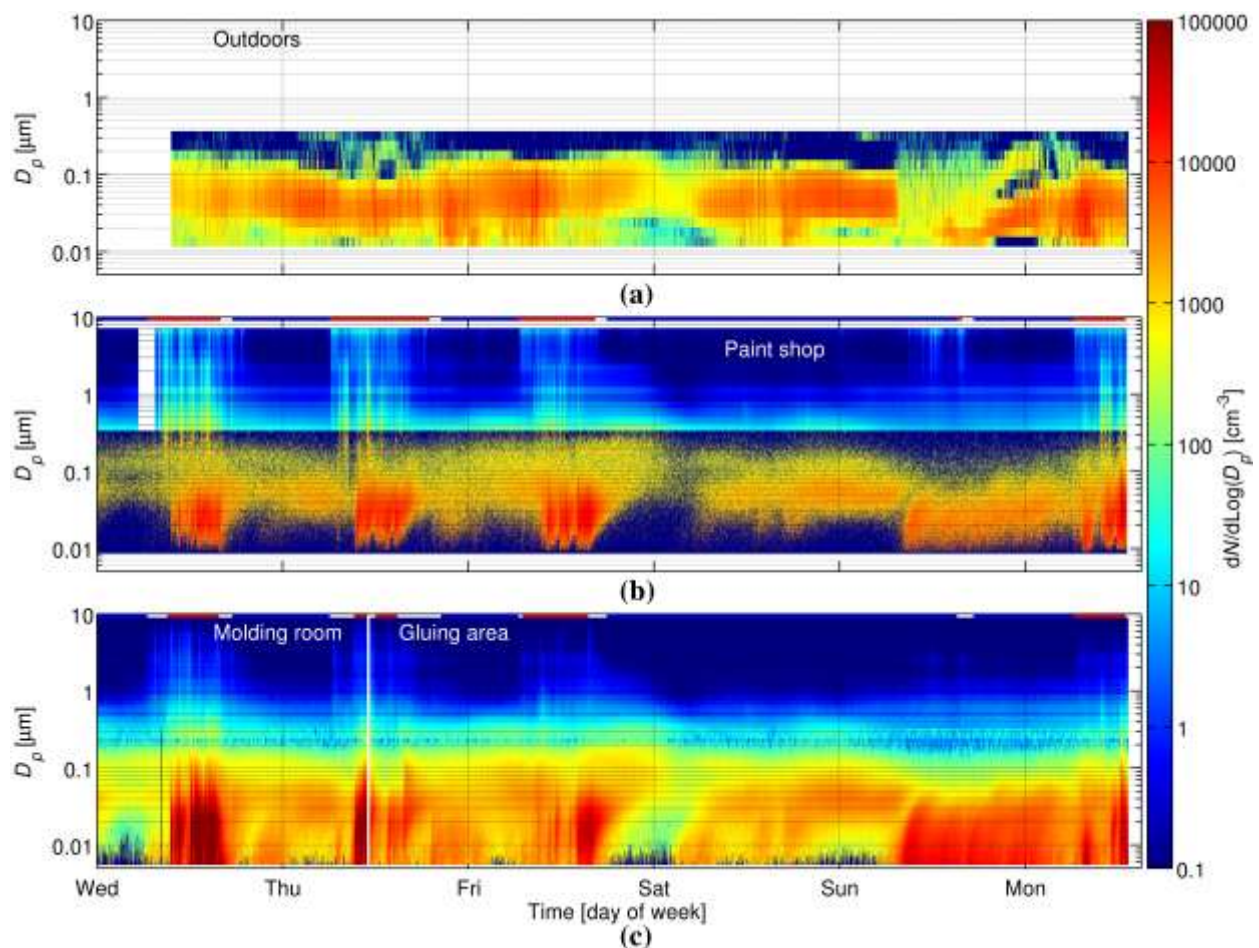 10
1
0.1
0.01
D_p [μm]
Outdoors
(a)
10
1
0.1
0.01
D_p [μm]
Paint shop
(b)
10
1
0.1
0.01
D_p [μm]
Molding room
Gluing area
Wed
Thu
Fri
Sat
Sun
Mon
Time [day of week]
(c)
100000
10000
1000
100
10
1
0.1
dN/dLog(D_p) [cm⁻³]